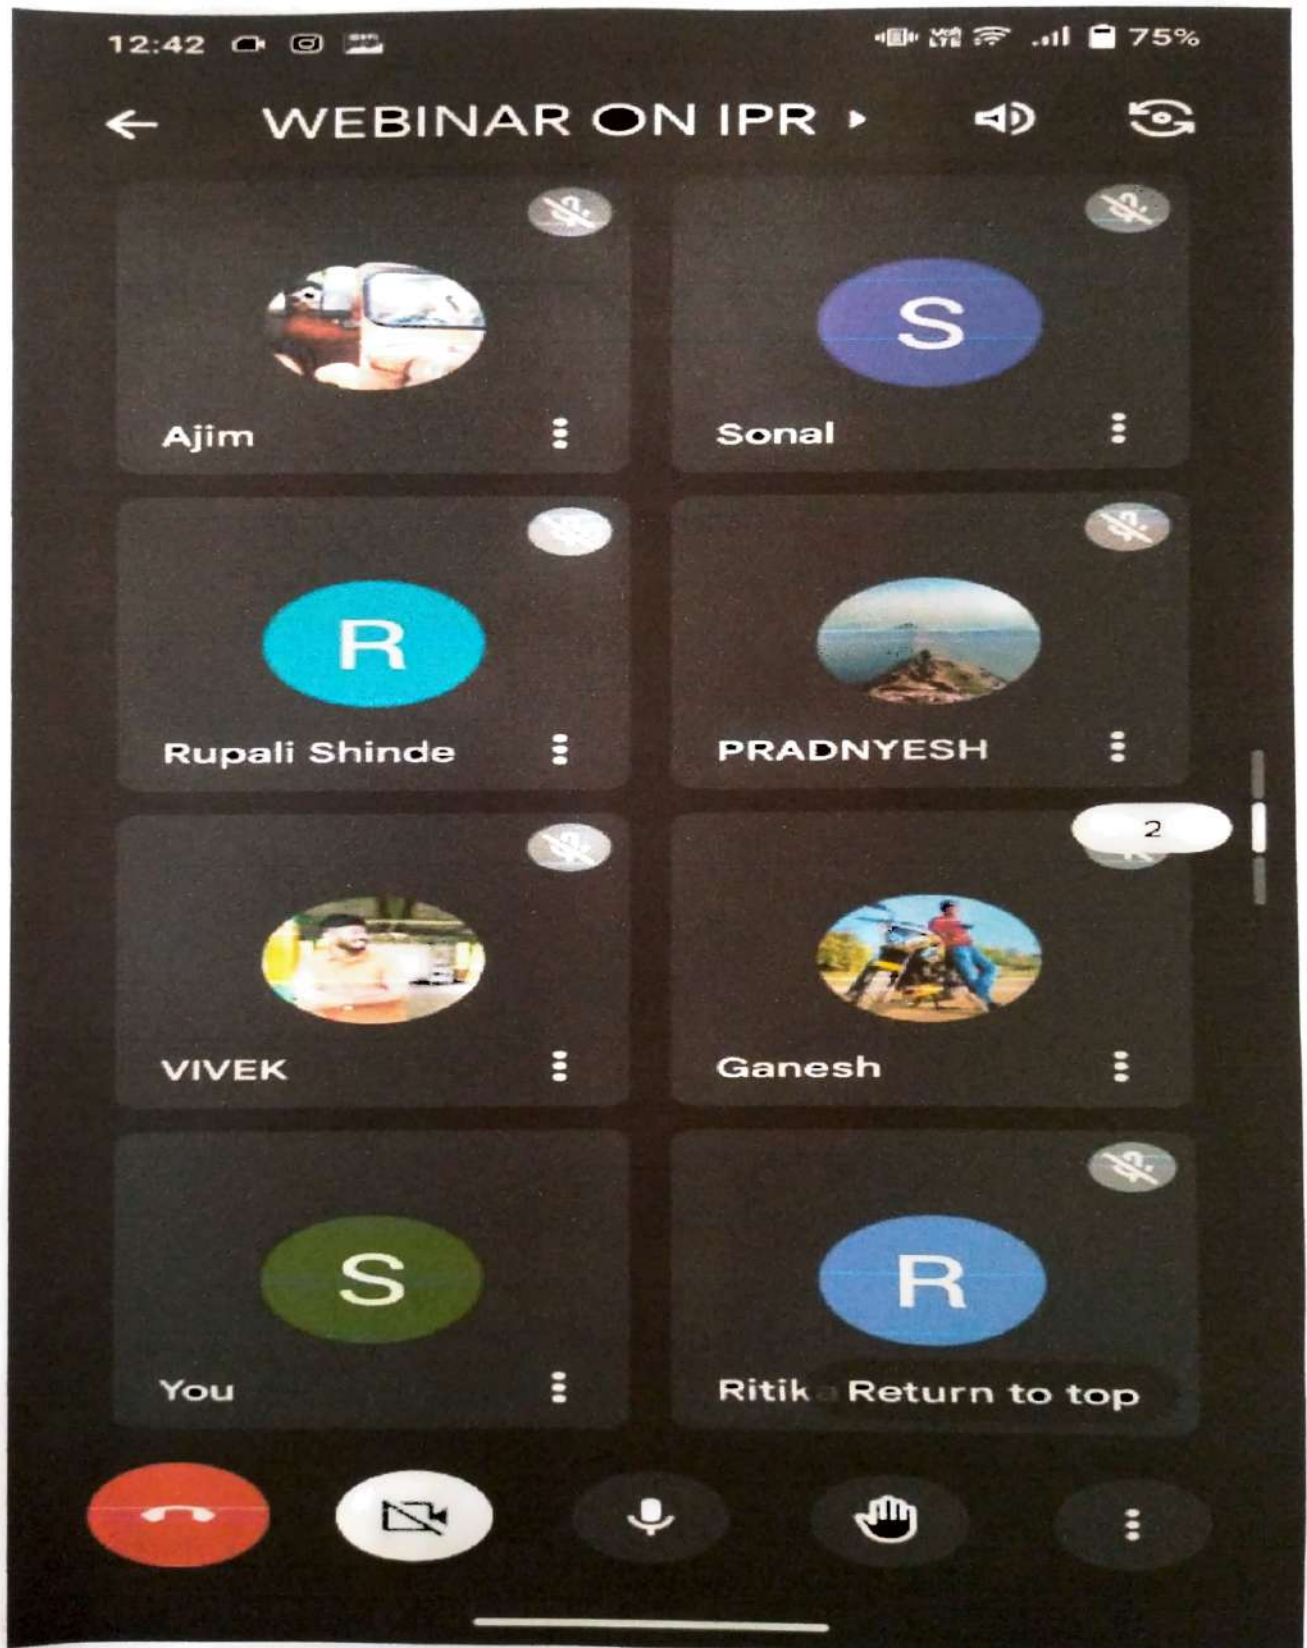 12:42 75%
WEBINAR ON IPR
S
Ajim Sonal
R
Rupali Shinde PRADNYESH
2
VIVEK Ganesh
S R
You Ritik Return to top